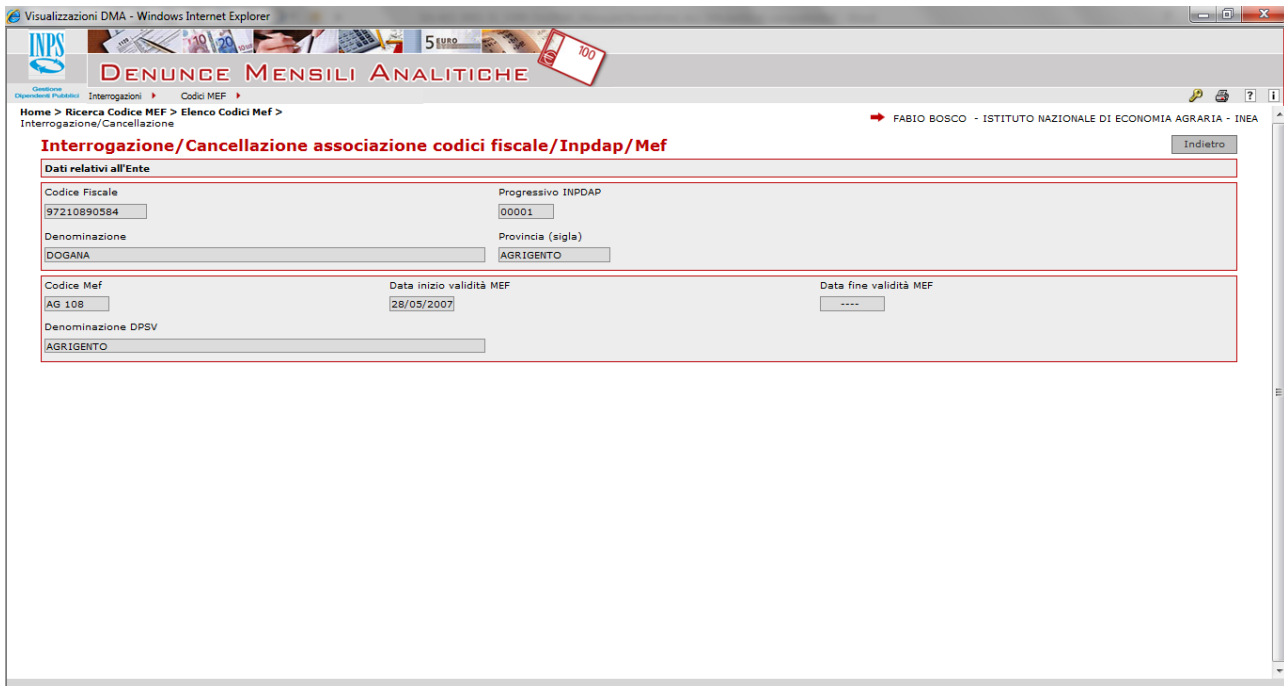 Visualizzazioni DMA - Windows Internet Explorer
INPS
5 EURO
100
DENUNCE MENSILI ANALITICHE
Gestione
Dipendenti Pubblici
Interrogazioni Codici MEF
Home > Ricerca Codice MEF > Elenco Codici Mef >
Interrogazione/Cancellazione
FABIO BOSCO - ISTITUTO NAZIONALE DI ECONOMIA AGRARIA - INEA
Interrogazione/Cancellazione associazione codici fiscale/Inpdap/Mef
Indietro
Dati relativi all'Ente
Codice Fiscale Progressivo INPDAP
97210890584 00001
Denominazione Provincia (sigla)
DOGANA AGRIGENTO
Codice Mef Data inizio validità MEF Data fine validità MEF
AG 108 28/05/2007 ----
Denominazione DPSV
AGRIGENTO